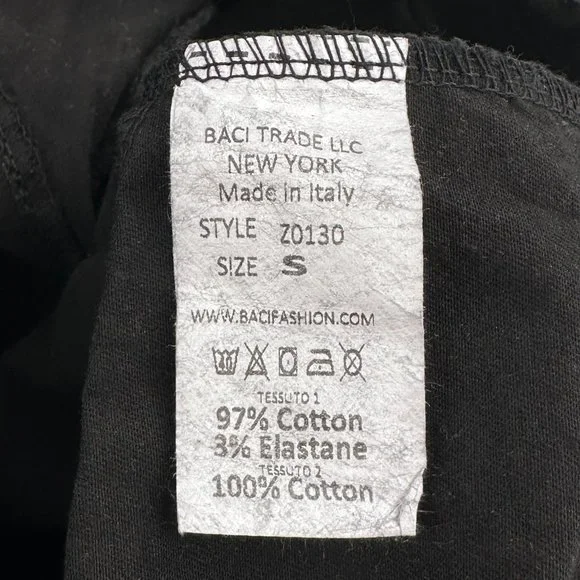 BACI TRADE LLC
NEW YORK
Made in Italy
STYLE Z0130
SIZE S
WWW.BACIFASHION.COM
TESSUTO 1
97% Cotton
3% Elastane
TESSUTO 2
100% Cotton